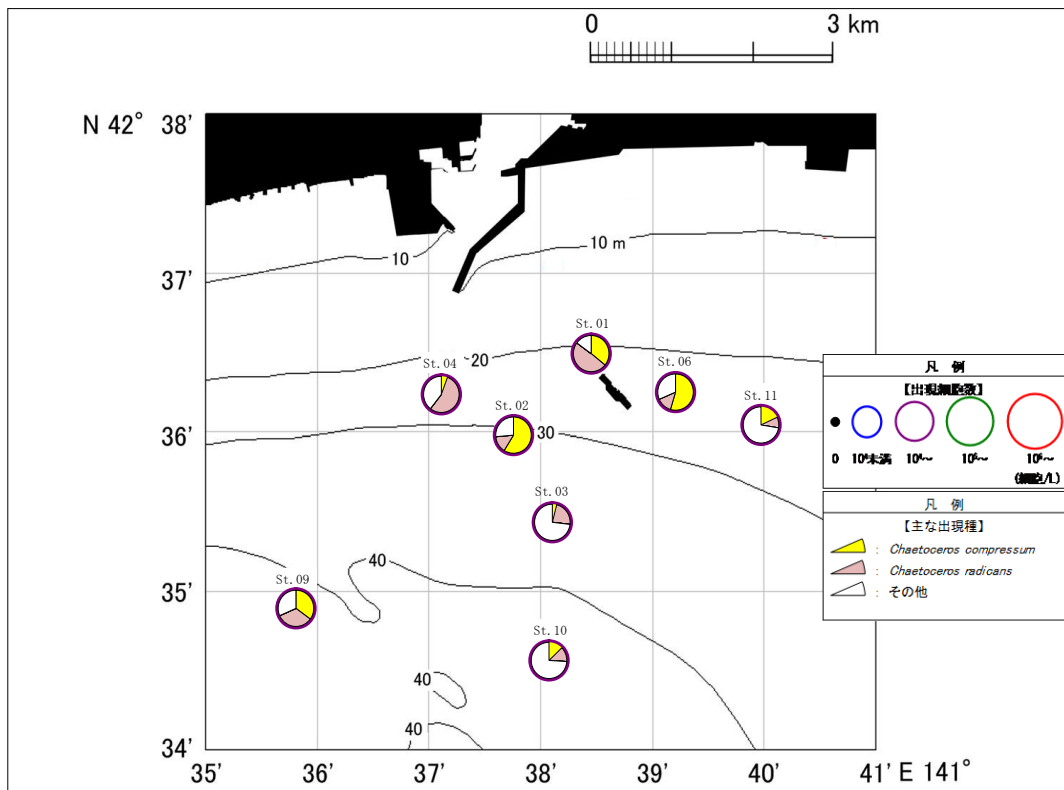 0 3 km
N 42° 38'
10 10 m
37'
St.01
20
St.04
St.06
St.11
St.02
36'
30
St.03
40
St.09
35'
St.10
40
40
34'
35' 36' 37' 38' 39' 40' 41' E 141°
凡 例
【出現細胞数】
0 10⁴未満 10⁴~
(細胞/L)
凡 例
【主な出現種】
: Chaetoceros compressum
: Chaetoceros radicans
: その他